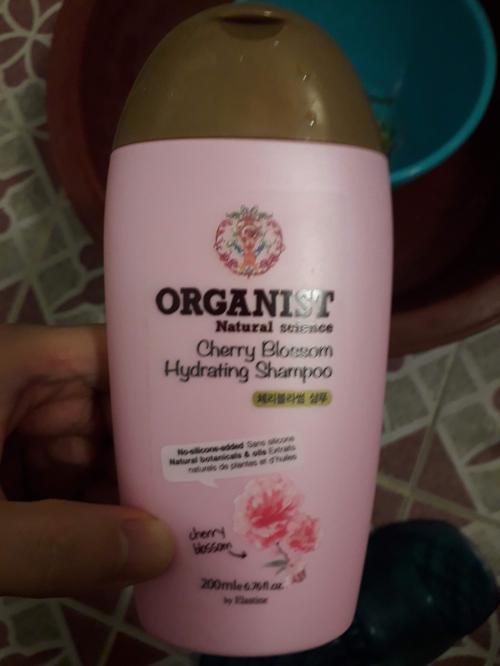 ORGANIST
Natural science
Cherry Blossom
Hydrating Shampoo
체리블라썸 샴푸
No-silicone-added Sans silicone
Natural botanicals & oils Extraits
naturels de plantes et d'huiles
cherry
blossom
200ml e 6.76 fl.oz.
by Elastine